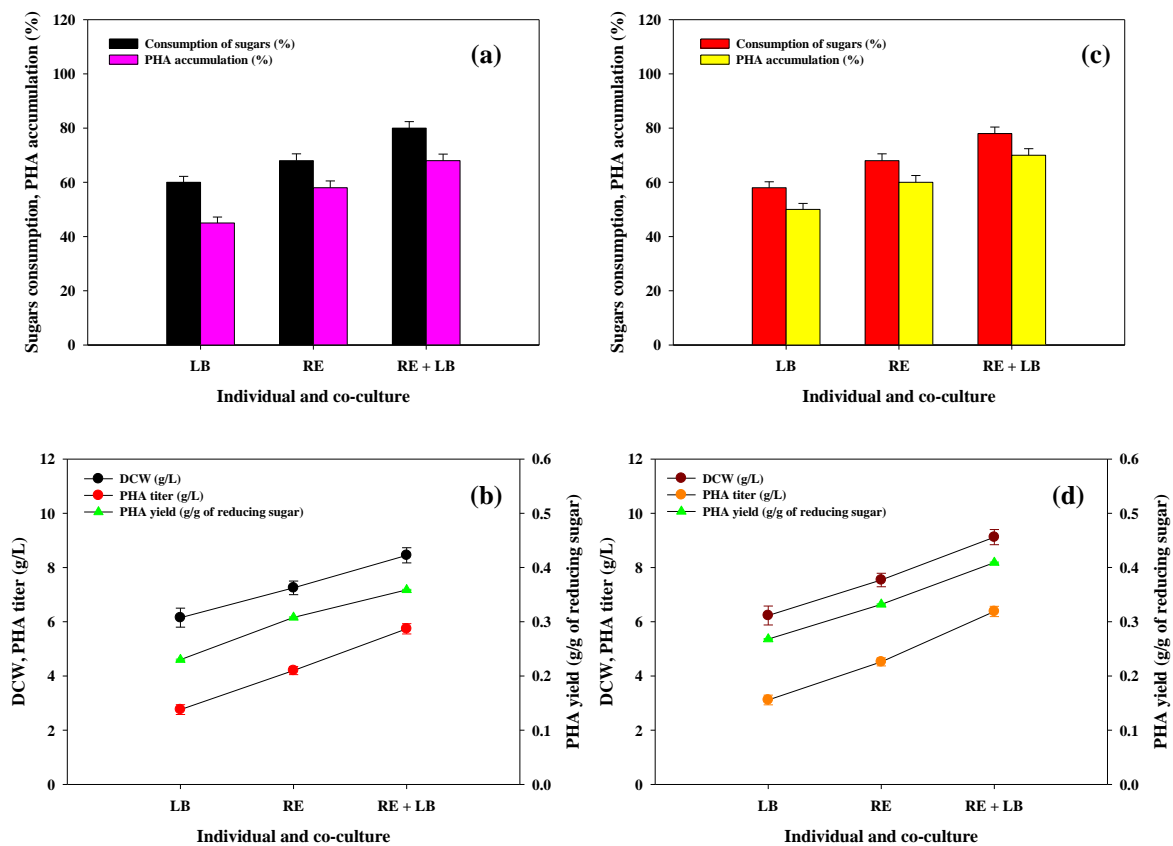 Sugars consumption, PHA accumulation (%)
120
100
80
60
40
20
0
Consumption of sugars (%)
PHA accumulation (%)
(a)
LB
RE
RE + LB
Individual and co-culture
Sugars consumption, PHA accumulation (%)
120
100
80
60
40
20
0
Consumption of sugars (%)
PHA accumulation (%)
(c)
LB
RE
RE + LB
Individual and co-culture
DCW, PHA titer (g/L)
12
10
8
6
4
2
0
DCW (g/L)
PHA titer (g/L)
PHA yield (g/g of reducing sugar)
(b)
0.6
0.5
0.4
0.3
0.2
0.1
0.0
PHA yield (g/g of reducing sugar)
LB
RE
RE + LB
Individual and co-culture
DCW, PHA titer (g/L)
12
10
8
6
4
2
0
DCW (g/L)
PHA titer (g/L)
PHA yield (g/g of reducing sugar)
(d)
0.6
0.5
0.4
0.3
0.2
0.1
0.0
PHA yield (g/g of reducing sugar)
LB
RE
RE + LB
Individual and co-culture